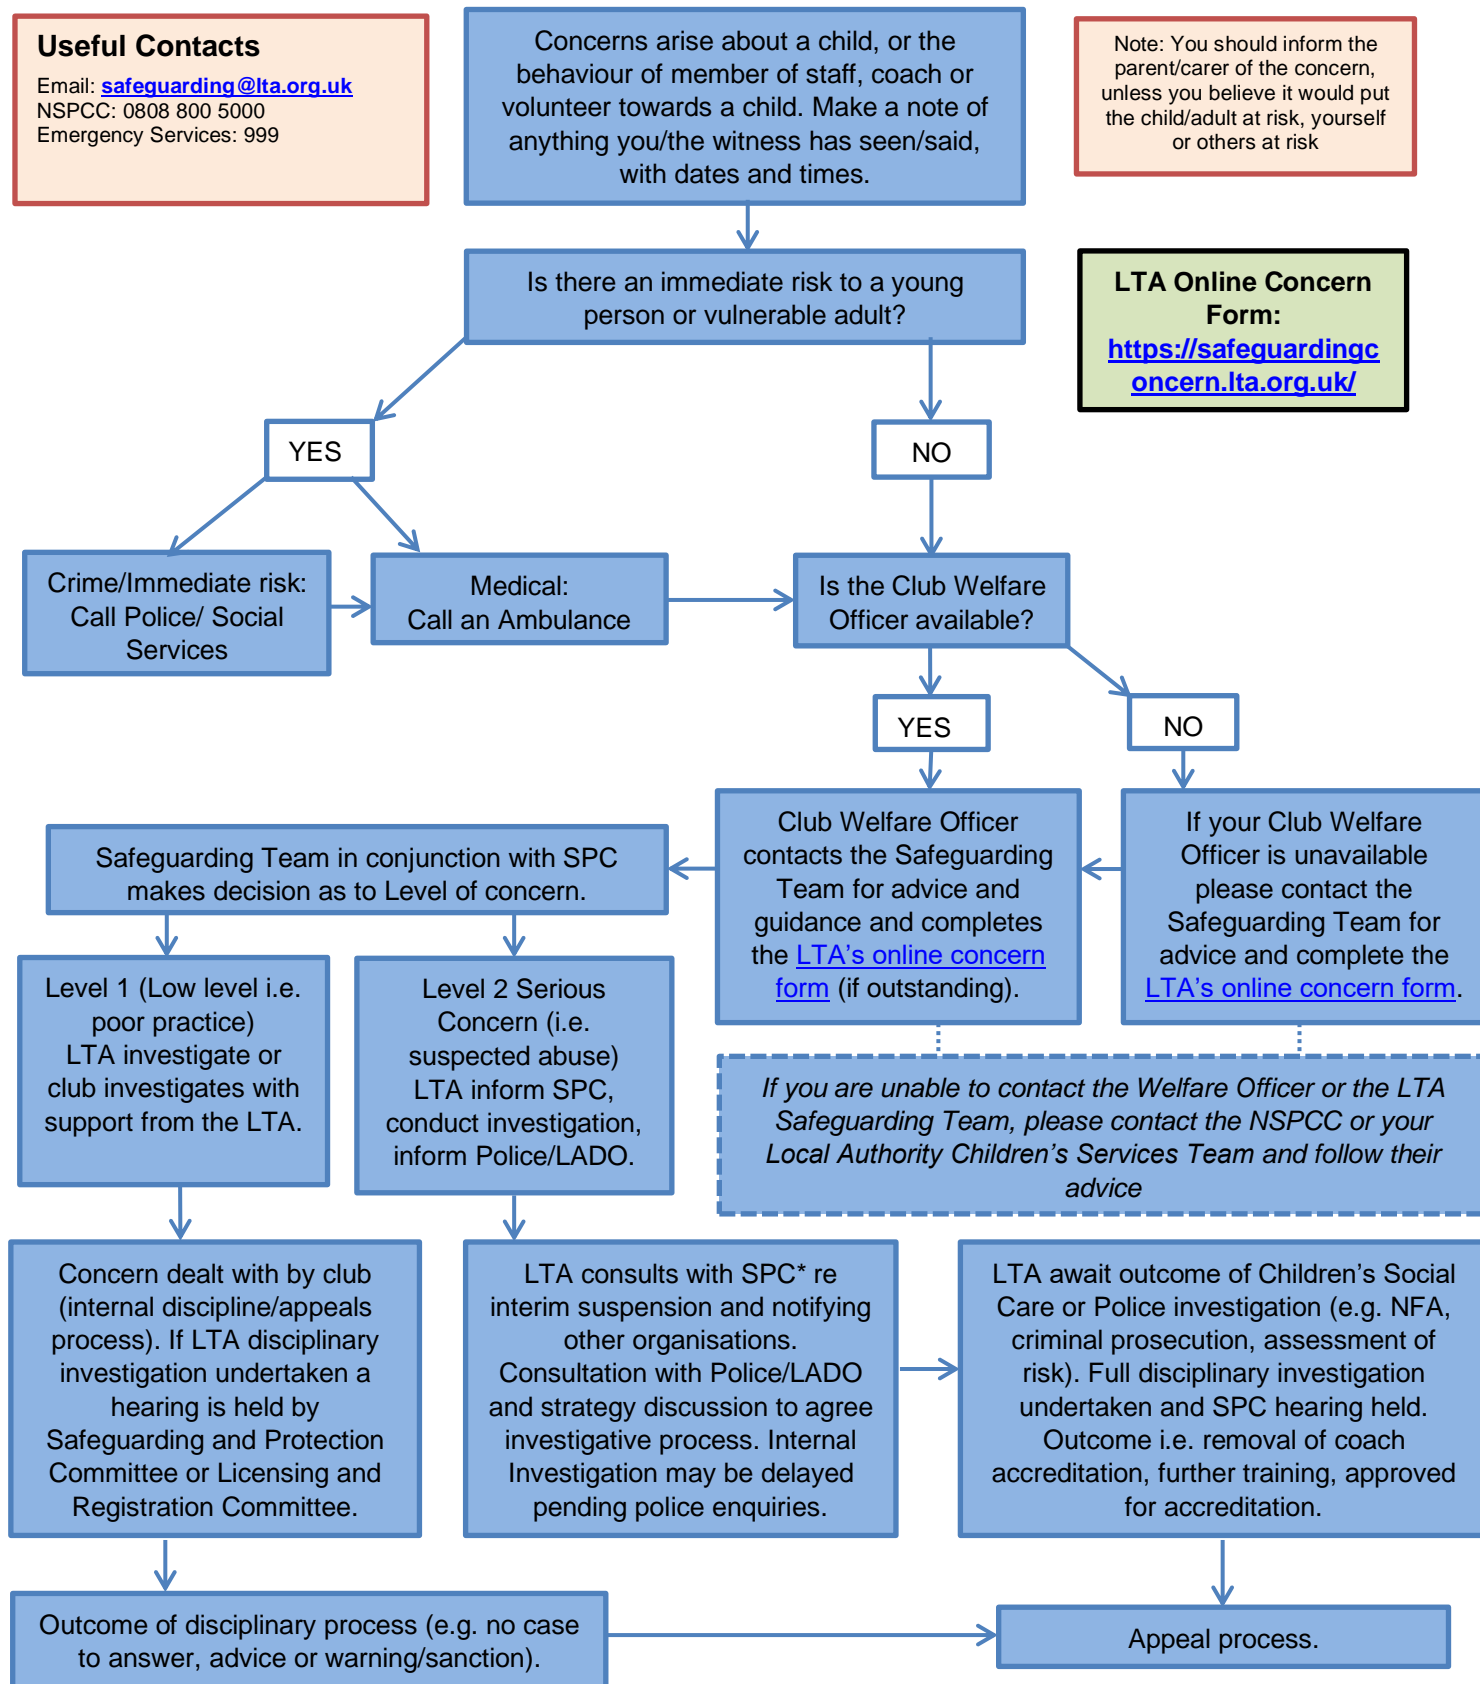 Useful Contacts
Email: safeguarding@lta.org.uk
NSPCC: 0808 800 5000
Emergency Services: 999
Concerns arise about a child, or the
behaviour of member of staff, coach or
volunteer towards a child. Make a note of
anything you/the witness has seen/said,
with dates and times.
Note: You should inform the
parent/carer of the concern,
unless you believe it would put
the child/adult at risk, yourself
or others at risk
Is there an immediate risk to a young
person or vulnerable adult?
LTA Online Concern
Form:
https://safeguardingc
oncern.lta.org.uk/
YES
NO
Crime/Immediate risk:
Call Police/ Social
Services
Medical:
Call an Ambulance
Is the Club Welfare
Officer available?
YES
NO
Safeguarding Team in conjunction with SPC
makes decision as to Level of concern.
Club Welfare Officer
contacts the Safeguarding
Team for advice and
guidance and completes
the LTA’s online concern
form (if outstanding).
If your Club Welfare
Officer is unavailable
please contact the
Safeguarding Team for
advice and complete the
LTA’s online concern form.
Level 1 (Low level i.e.
poor practice)
LTA investigate or
club investigates with
support from the LTA.
Level 2 Serious
Concern (i.e.
suspected abuse)
LTA inform SPC,
conduct investigation,
inform Police/LADO.
If you are unable to contact the Welfare Officer or the LTA
Safeguarding Team, please contact the NSPCC or your
Local Authority Children’s Services Team and follow their
advice
Concern dealt with by club
(internal discipline/appeals
process). If LTA disciplinary
investigation undertaken a
hearing is held by
Safeguarding and Protection
Committee or Licensing and
Registration Committee.
LTA consults with SPC* re
interim suspension and notifying
other organisations.
Consultation with Police/LADO
and strategy discussion to agree
investigative process. Internal
Investigation may be delayed
pending police enquiries.
LTA await outcome of Children’s Social
Care or Police investigation (e.g. NFA,
criminal prosecution, assessment of
risk). Full disciplinary investigation
undertaken and SPC hearing held.
Outcome i.e. removal of coach
accreditation, further training, approved
for accreditation.
Outcome of disciplinary process (e.g. no case
to answer, advice or warning/sanction).
Appeal process.